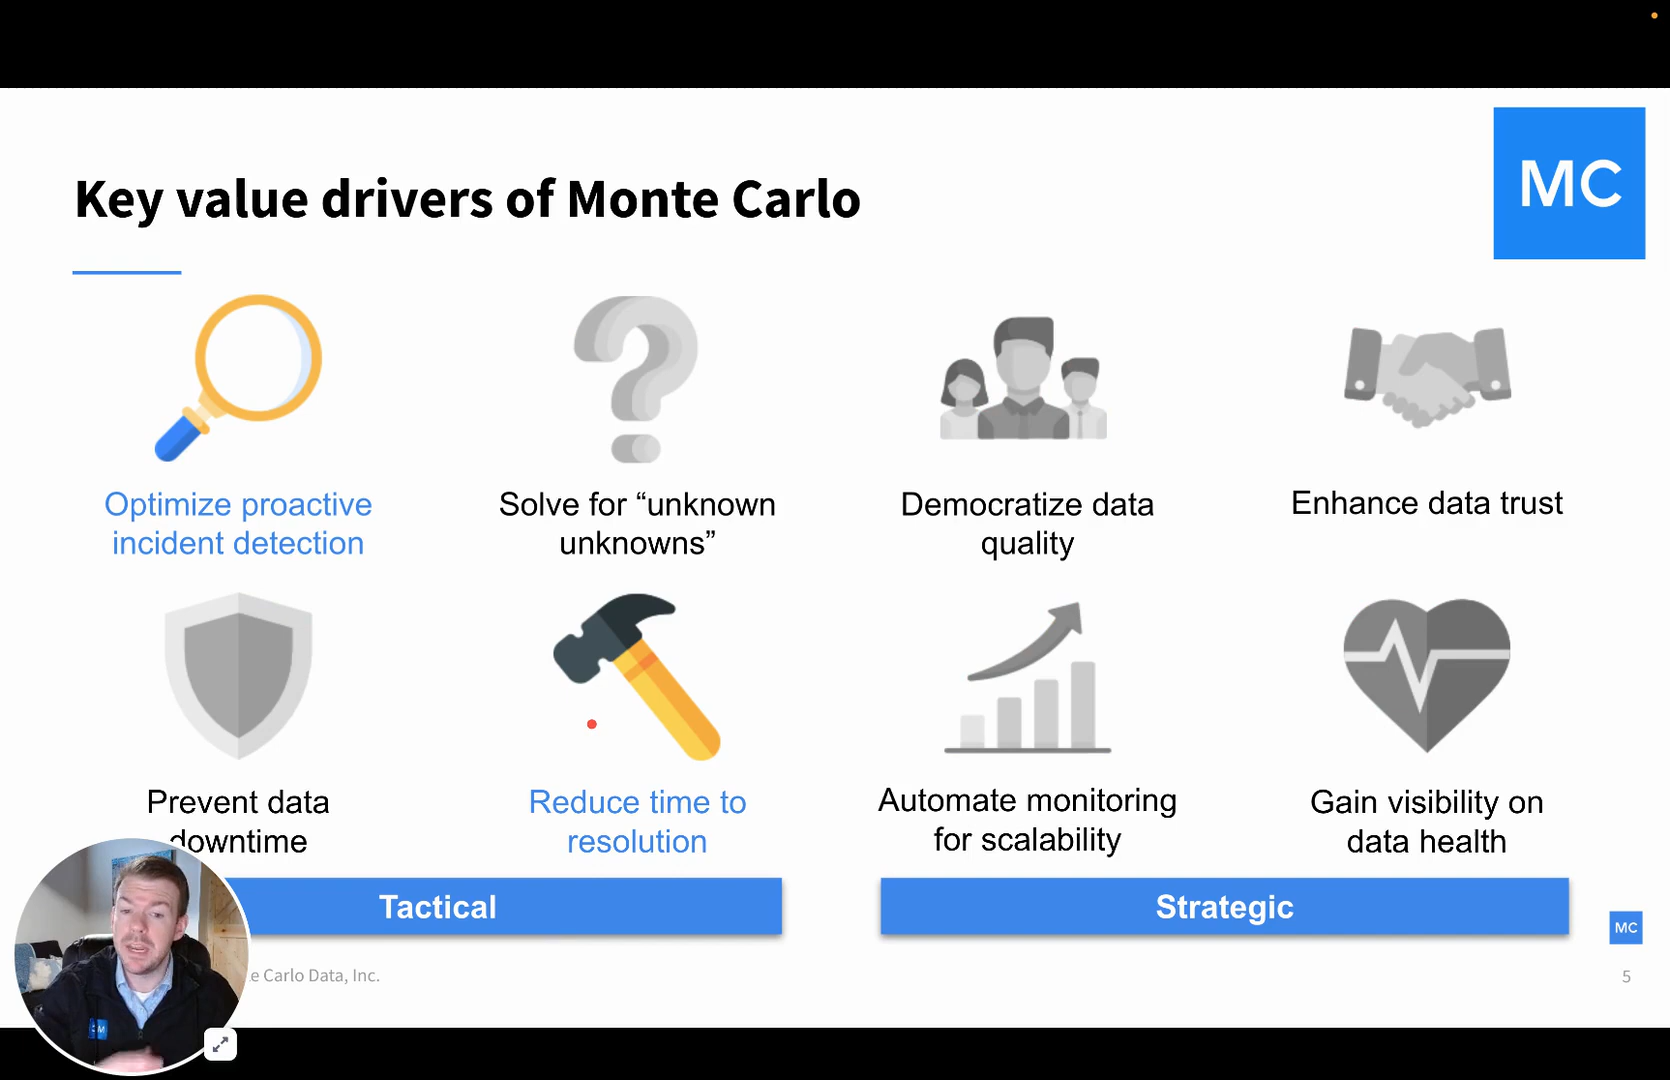 MC
Key value drivers of Monte Carlo
Optimize proactive
incident detection
Solve for “unknown
unknowns”
Democratize data
quality
Enhance data trust
Prevent data
downtime
Reduce time to
resolution
Automate monitoring
for scalability
Gain visibility on
data health
Tactical
Strategic
MC
Carlo Data, Inc.
5